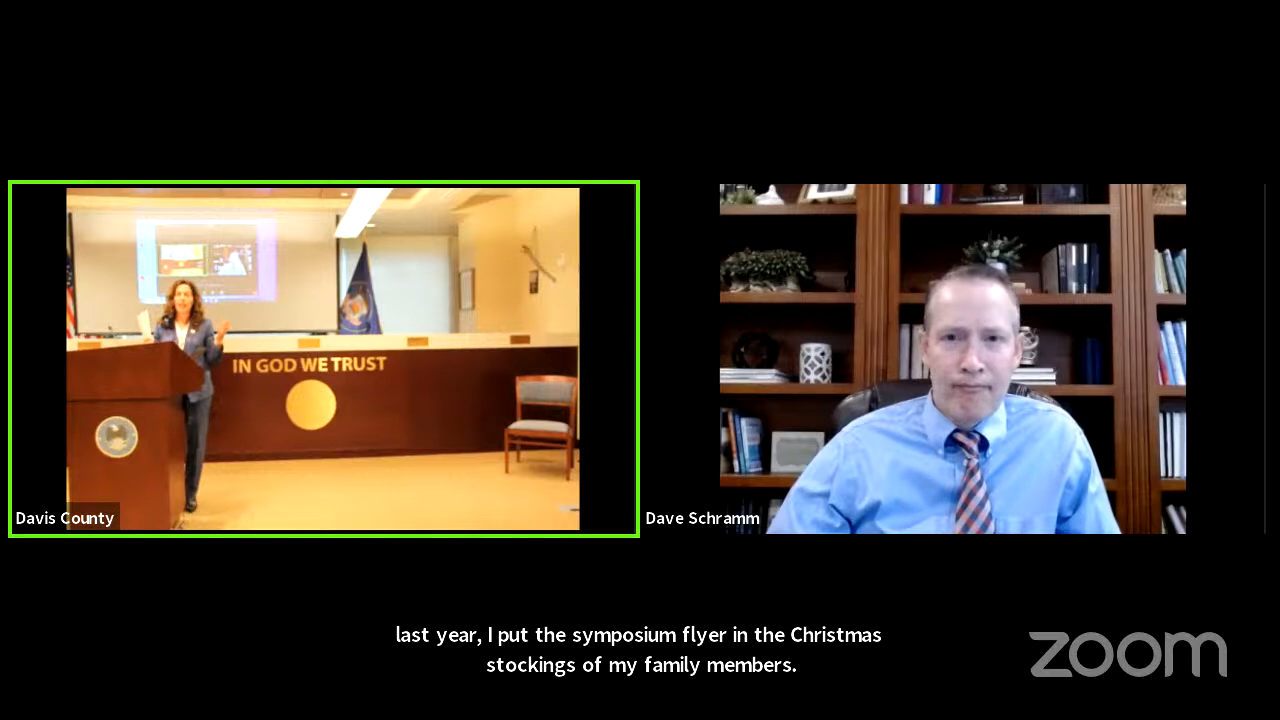 IN GOD WE TRUST
Davis County
Dave Schramm
last year, I put the symposium flyer in the Christmas
stockings of my family members.
zoom